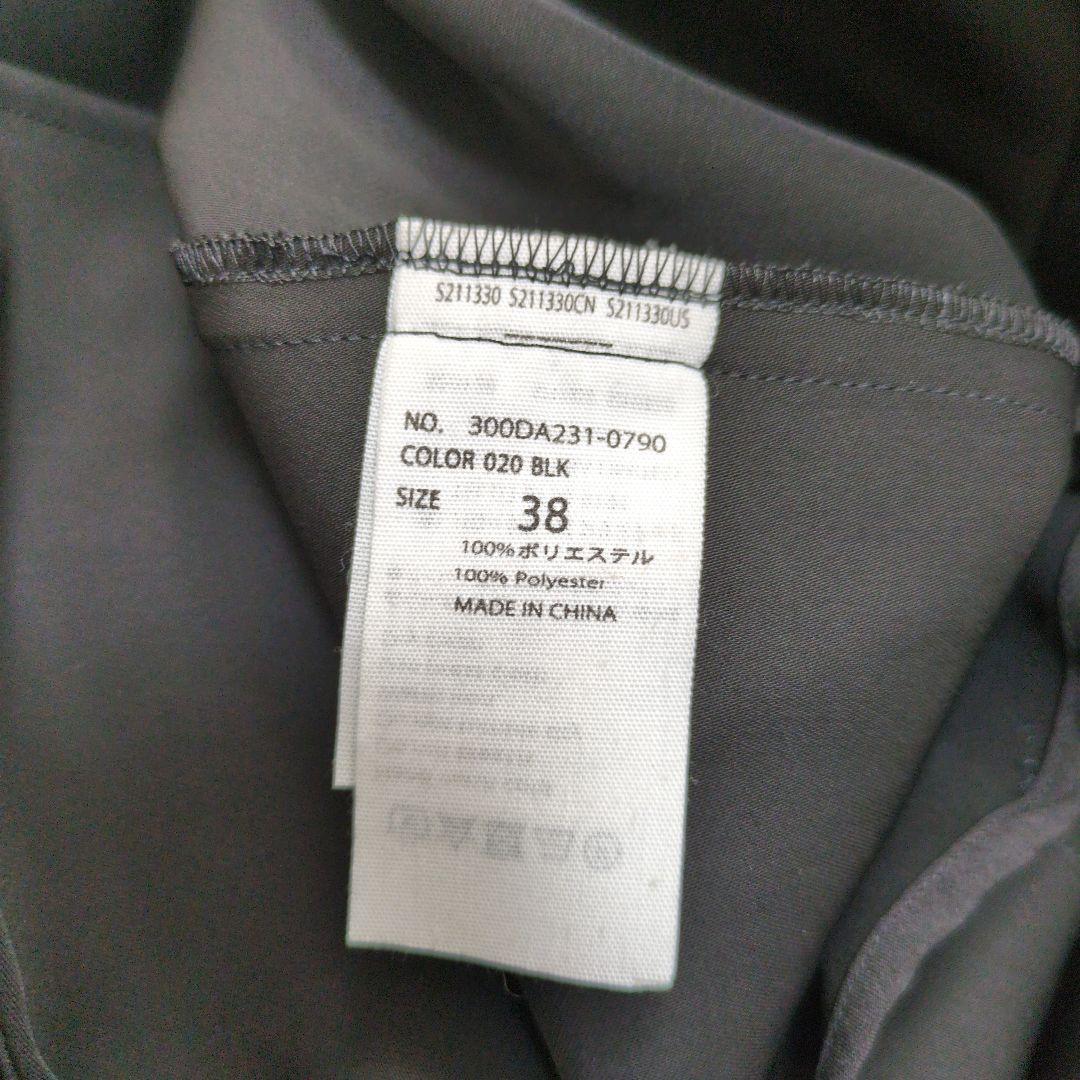 S211330 S211330CN S211330US
NO. 300DA231-0790
COLOR 020 BLK
SIZE 38
100%ポリエステル
100% Polyester
MADE IN CHINA